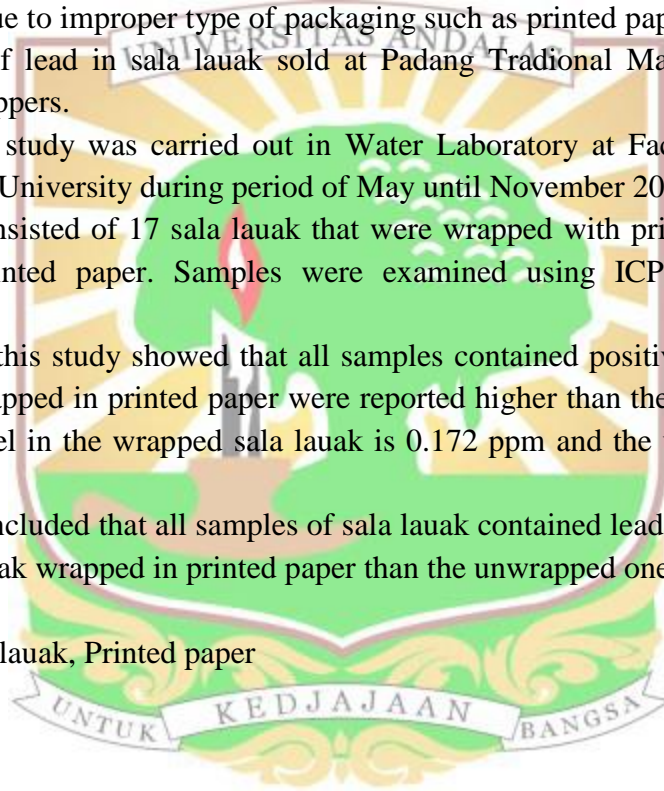 ue to improper type of packaging such as printed pap
UNIVERSITAS ANDALAS
f lead in sala lauak sold at Padang Tradional Ma
ppers.
study was carried out in Water Laboratory at Fac
University during period of May until November 20
nsisted of 17 sala lauak that were wrapped with pri
nted paper. Samples were examined using ICP
this study showed that all samples contained positiv
pped in printed paper were reported higher than the
el in the wrapped sala lauak is 0.172 ppm and the
ncluded that all samples of sala lauak contained lead
ak wrapped in printed paper than the unwrapped one
lauak, Printed paper
UNTUK KEDJAJAAN BANGSA